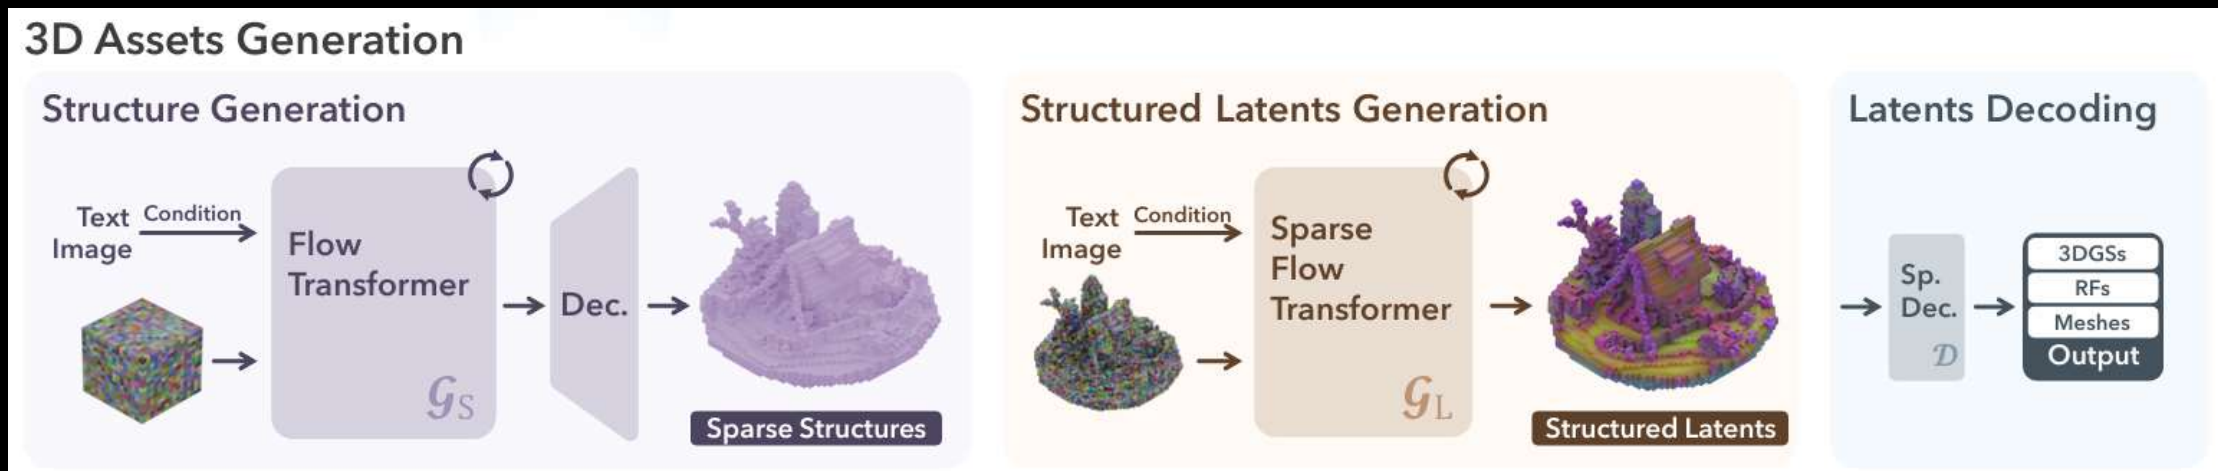 3D Assets Generation
Structure Generation
Text
Image
Condition
Flow
Transformer
𝒢S
Dec.
Sparse Structures
Structured Latents Generation
Text
Image
Condition
Sparse
Flow
Transformer
𝒢L
Structured Latents
Latents Decoding
Sp.
Dec.
𝒟
3DGSs
RFs
Meshes
Output